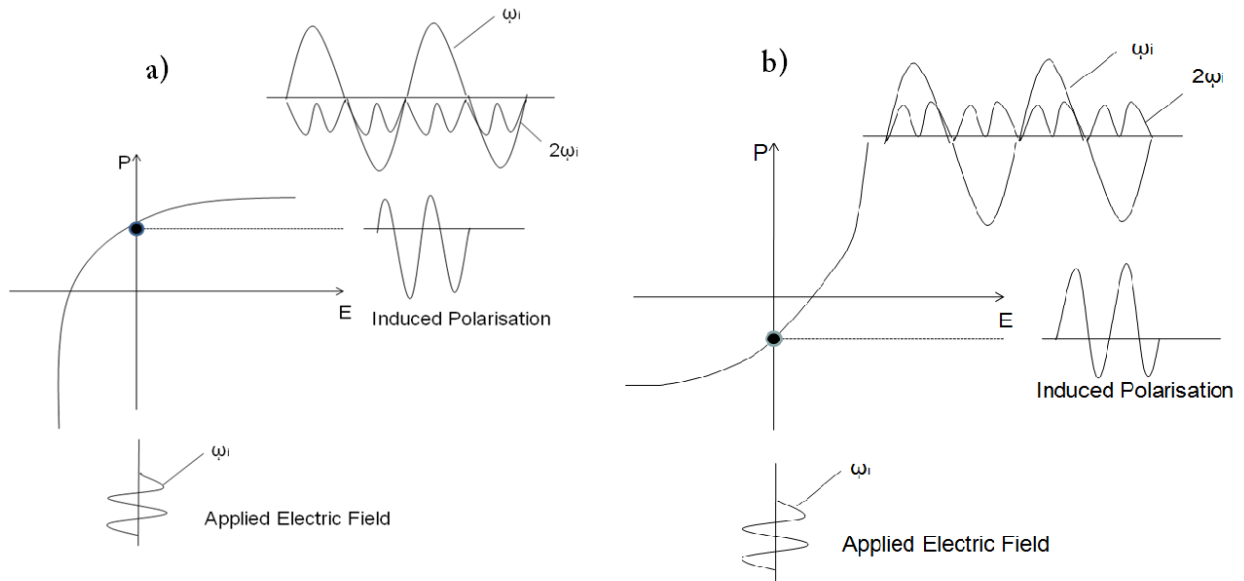 a)
ωi
2ωi
P
E
Induced Polarisation
ωi
Applied Electric Field
b)
ωi
2ωi
P
E
Induced Polarisation
ωi
Applied Electric Field